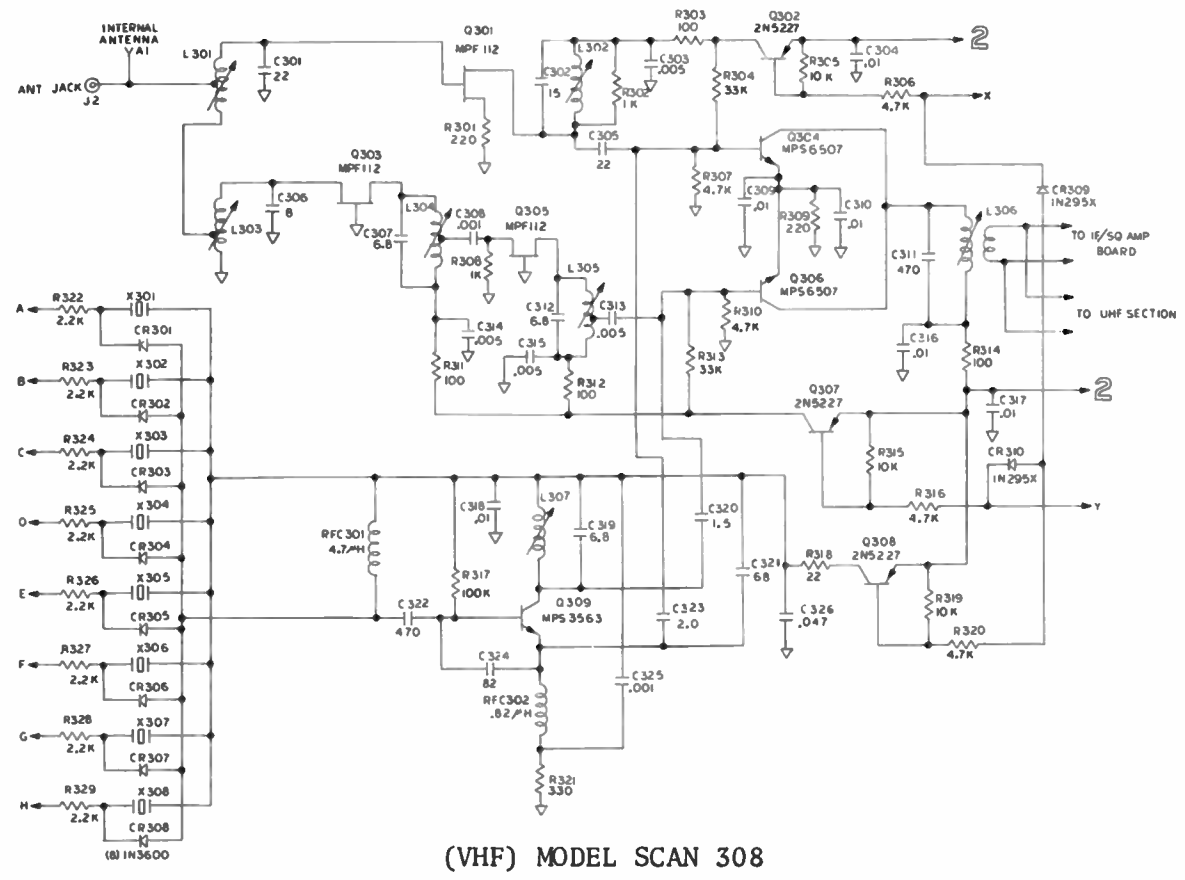 INTERNAL
ANTENNA
A1
ANT JACK
J2
L301
C301
22
Q301
MPF112
R301
220
C302
15
L302
R302
1K
C303
.005
R303
100
R304
33K
Q302
2N5227
R305
10K
C304
.01
R306
4.7K
2
X
C305
22
L303
C306
8
Q303
MPF112
C307
6.8
L304
C308
.001
R308
1K
Q305
MPF112
R307
4.7K
Q304
MPS6507
C309
.01
R309
220
C310
.01
CR309
1N295X
L306
C311
470
TO IF/SQ AMP
BOARD
TO UHF SECTION
L305
C312
6.8
C313
.005
C314
.005
C315
.005
R311
100
R312
100
Q306
MPS6507
R310
4.7K
R313
33K
C316
.01
R314
100
2
C317
.01
Q307
2N5227
R315
10K
R316
4.7K
CR310
1N295X
Y
A
R322
2.2K
X301
CR301
B
R323
2.2K
X302
CR302
C
R324
2.2K
X303
CR303
D
R325
2.2K
X304
CR304
E
R326
2.2K
X305
CR305
F
R327
2.2K
X306
CR306
G
R328
2.2K
X307
CR307
H
R329
2.2K
X308
CR308
(8) 1N3600
RFC301
4.7μH
C318
.01
L307
C319
6.8
C320
1.5
C321
68
R317
100K
C322
470
Q309
MPS3563
C323
2.0
C324
82
RFC302
.82μH
C325
.001
R321
330
C326
.047
R318
22
Q308
2N5227
R319
10K
R320
4.7K
(VHF) MODEL SCAN 308